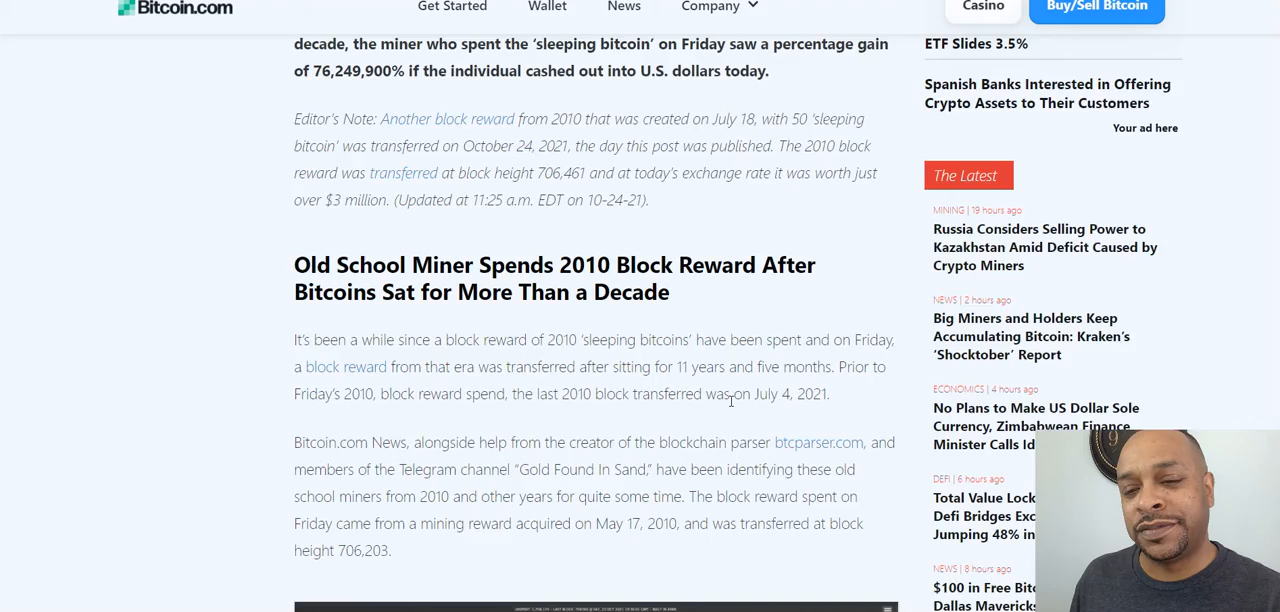 Bitcoin.com
Get Started
Wallet
News
Company
Casino
Buy/Sell Bitcoin
decade, the miner who spent the ‘sleeping bitcoin’ on Friday saw a percentage gain
of 76,249,900% if the individual cashed out into U.S. dollars today.
Editor’s Note: Another block reward from 2010 that was created on July 18, with 50 ‘sleeping
bitcoin’ was transferred on October 24, 2021, the day this post was published. The 2010 block
reward was transferred at block height 706,461 and at today’s exchange rate it was worth just
over $3 million. (Updated at 11:25 a.m. EDT on 10-24-21).
Old School Miner Spends 2010 Block Reward After
Bitcoins Sat for More Than a Decade
It’s been a while since a block reward of 2010 ‘sleeping bitcoins’ have been spent and on Friday,
a block reward from that era was transferred after sitting for 11 years and five months. Prior to
Friday’s 2010, block reward spend, the last 2010 block transferred was on July 4, 2021.
Bitcoin.com News, alongside help from the creator of the blockchain parser btcparser.com, and
members of the Telegram channel “Gold Found In Sand,” have been identifying these old
school miners from 2010 and other years for quite some time. The block reward spent on
Friday came from a mining reward acquired on May 17, 2010, and was transferred at block
height 706,203.
ETF Slides 3.5%
Spanish Banks Interested in Offering
Crypto Assets to Their Customers
Your ad here
The Latest
MINING | 19 hours ago
Russia Considers Selling Power to
Kazakhstan Amid Deficit Caused by
Crypto Miners
NEWS | 2 hours ago
Big Miners and Holders Keep
Accumulating Bitcoin: Kraken’s
‘Shocktober’ Report
ECONOMICS | 4 hours ago
No Plans to Make US Dollar Sole
Currency, Zimbabwean Finance
Minister Calls
DEFI | 6 hours ago
Total Value Lock
Defi Bridges Exc
Jumping 48% in
NEWS | 8 hours ago
$100 in Free Bit
Dallas Mavericks